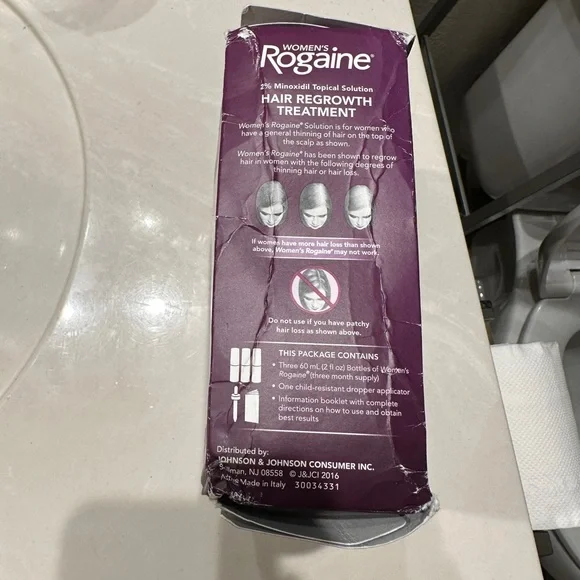 WOMEN'S
Rogaine®
2% Minoxidil Topical Solution
HAIR REGROWTH
TREATMENT
Women's Rogaine® Solution is for women who
have a general thinning of hair on the top of
the scalp as shown.
Women's Rogaine® has been shown to regrow
hair in women with the following degrees of
thinning hair or hair loss.
If women have more hair loss than shown
above, Women's Rogaine® may not work.
Do not use if you have patchy
hair loss as shown above.
THIS PACKAGE CONTAINS
• Three 60 mL (2 fl oz) Bottles of Women's
Rogaine® (three month supply)
• One child-resistant dropper applicator
• Information booklet with complete
directions on how to use and obtain
best results
Distributed by:
JOHNSON & JOHNSON CONSUMER INC.
NJ 08558 © J&JCI 2016
Made in Italy 30034331